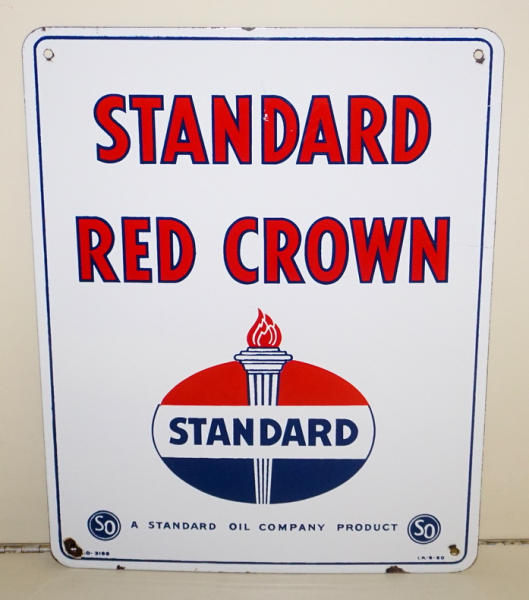 STANDARD
RED CROWN
STANDARD
SO A STANDARD OIL COMPANY PRODUCT SO